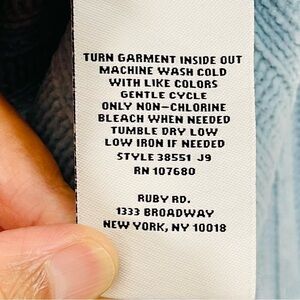 TURN GARMENT INSIDE OUT
MACHINE WASH COLD
WITH LIKE COLORS
GENTLE CYCLE
ONLY NON-CHLORINE
BLEACH WHEN NEEDED
TUMBLE DRY LOW
LOW IRON IF NEEDED
STYLE 38551 J9
RN 107680
RUBY RD.
1333 BROADWAY
NEW YORK, NY 10018